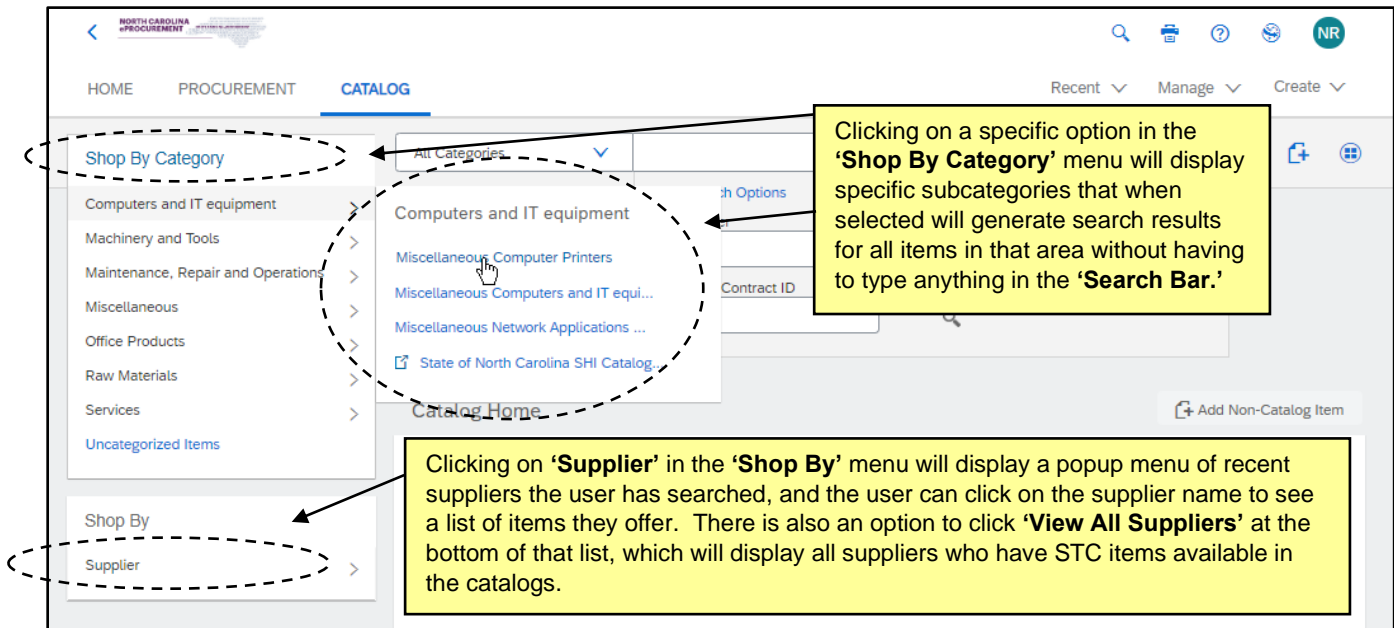 NORTH CAROLINA
ePROCUREMENT
NR
HOME PROCUREMENT CATALOG
Recent Manage Create
Shop By Category
All Categories
Computers and IT equipment
Machinery and Tools
Maintenance, Repair and Operations
Miscellaneous
Office Products
Raw Materials
Services
Uncategorized Items
Computers and IT equipment
Miscellaneous Computer Printers
Miscellaneous Computers and IT equi...
Miscellaneous Network Applications ...
State of North Carolina SHI Catalog...
Options
Contract ID
Clicking on a specific option in the
‘Shop By Category’ menu will display
specific subcategories that when
selected will generate search results
for all items in that area without having
to type anything in the ‘Search Bar.’
Catalog Home
Add Non-Catalog Item
Shop By
Supplier
Clicking on ‘Supplier’ in the ‘Shop By’ menu will display a popup menu of recent
suppliers the user has searched, and the user can click on the supplier name to see
a list of items they offer.  There is also an option to click ‘View All Suppliers’ at the
bottom of that list, which will display all suppliers who have STC items available in
the catalogs.